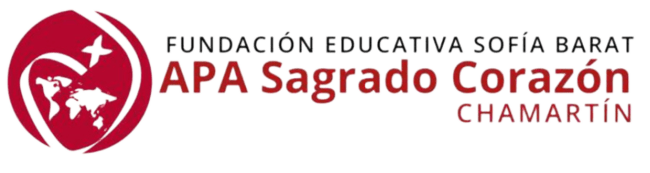 FUNDACIÓN EDUCATIVA SOFÍA BARAT
APA Sagrado Corazón
CHAMARTÍN